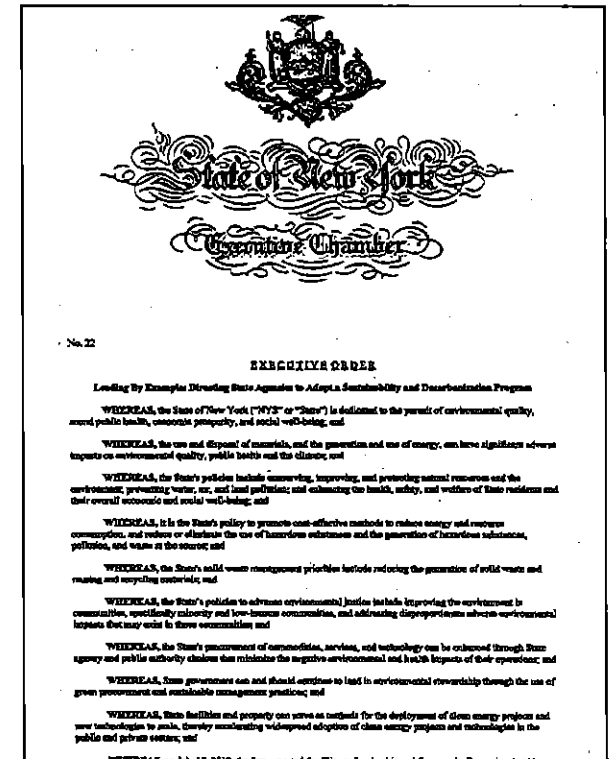 State of New York
Executive Chamber
No. 22
EXECUTIVE ORDER
Leading By Example: Directing State Agencies to Adopt a Sustainability and Decarbonization Program
WHEREAS, the State of New York ("NYS" or "State") is dedicated to the pursuit of environmental quality,
sound public health, economic prosperity, and social well-being; and
WHEREAS, the use and disposal of materials, and the generation and use of energy, can have significant adverse
impacts on environmental quality, public health and the climate; and
WHEREAS, the State's policies include conserving, improving, and protecting natural resources and the
environment; preventing water, air, and land pollution; and enhancing the health, safety, and welfare of State residents and
their overall economic and social well-being; and
WHEREAS, it is the State's policy to promote cost-effective methods to reduce energy and resource
consumption, and reduce or eliminate the use of hazardous substances and the generation of hazardous substances,
pollution, and waste at the source; and
WHEREAS, the State's solid waste management priorities include reducing the generation of solid waste and
reusing and recycling materials; and
WHEREAS, the State's policies to advance environmental justice include improving the environment in
communities, specifically minority and low-income communities, and addressing disproportionate adverse environmental
impacts that may exist in those communities; and
WHEREAS, the State's procurement of commodities, services, and technology can be enhanced through State
agency and public authority choices that minimize the negative environmental and health impacts of their operations; and
WHEREAS, State government can and should continue to lead in environmental stewardship through the use of
green procurement and sustainable management practices; and
WHEREAS, State facilities and property can serve as testbeds for the deployment of clean energy projects and
new technologies to scale, thereby accelerating widespread adoption of clean energy projects and technologies in the
public and private sectors; and